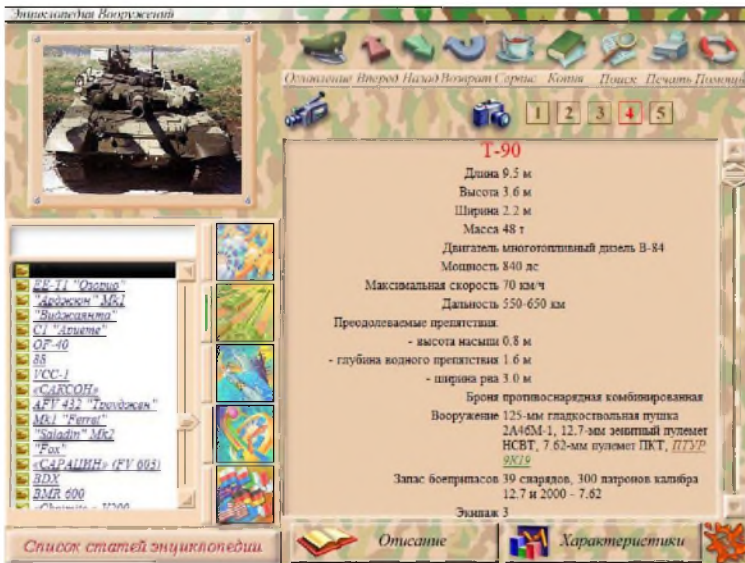 Энциклопедия Вооружений
Оглавление Вперед Назад Возврат Сервис Копия Поиск Печать Помощь
1 2 3 4 5
Т-90
Длина 9.5 м
Высота 3.6 м
Ширина 2.2 м
Масса 48 т
Двигатель многотопливный дизель В-84
Мощность 840 лс
Максимальная скорость 70 км/ч
Дальность 550-650 км
Преодолеваемые препятствия:
- высота насыпи 0.8 м
- глубина водного препятствия 1.6 м
- ширина рва 3.0 м
Броня противоснарядная комбинированная
Вооружение 125-мм гладкоствольная пушка
2А46М-1, 12.7-мм зенитный пулемет
НСВТ, 7.62-мм пулемет ПКТ, ПТУР
9К19
Запас боеприпасов 39 снарядов, 300 патронов калибра
12.7 и 2000 - 7.62
Экипаж 3
ЕЕ-Т1 "Озорио"
"Арджюн" Mk1
"Виджаянта"
С1 "Ариете"
OF-40
88
VCC-1
«САКСОН»
AFV 432 "Троуджен"
Mk1 "Ferret"
"Saladin" Mk2
"Fox"
«САРАЦИН» (FV 603)
BDX
BMR 600
Список статей энциклопедии
Описание
Характеристики